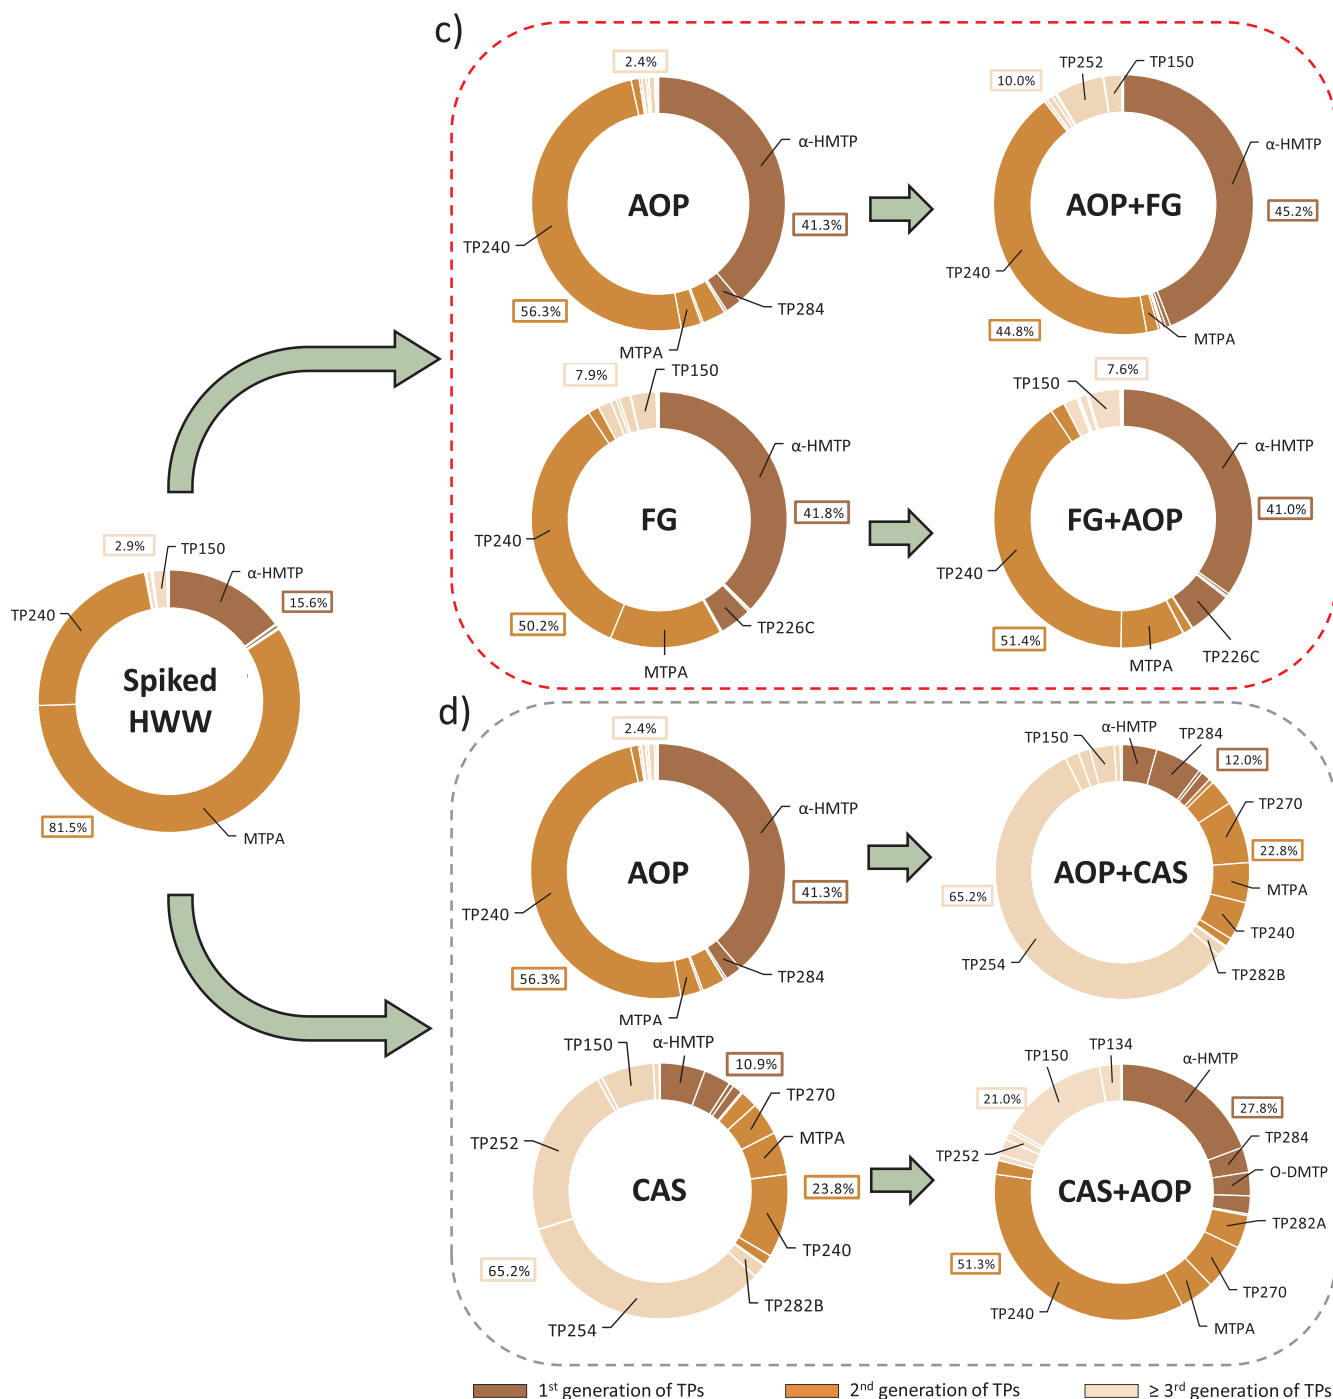 c)
2.4%
α-HMTP
AOP
41.3%
TP240
56.3%
TP284
MTPA
10.0%
TP252
TP150
α-HMTP
AOP+FG
45.2%
TP240
44.8%
MTPA
7.9%
TP150
α-HMTP
FG
41.8%
TP240
50.2%
TP226C
MTPA
7.6%
TP150
α-HMTP
FG+AOP
41.0%
TP240
51.4%
TP226C
MTPA
2.9%
TP150
α-HMTP
15.6%
TP240
Spiked
HWW
81.5%
MTPA
d)
2.4%
α-HMTP
AOP
41.3%
TP240
56.3%
TP284
MTPA
α-HMTP
TP150
TP284
12.0%
TP270
22.8%
AOP+CAS
65.2%
MTPA
TP240
TP254
TP282B
α-HMTP
TP150
10.9%
TP270
MTPA
TP252
CAS
23.8%
TP240
65.2%
TP282B
TP254
TP134
TP150
α-HMTP
21.0%
27.8%
TP284
TP252
O-DMTP
CAS+AOP
TP282A
51.3%
TP270
TP240
MTPA
1st generation of TPs
2nd generation of TPs
≥ 3rd generation of TPs